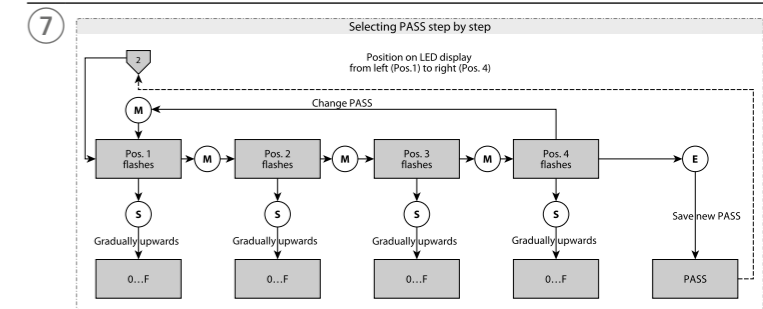 7
Selecting PASS step by step
2
Position on LED display
from left (Pos.1) to right (Pos. 4)
Change PASS
M
Pos. 1
flashes
M
Pos. 2
flashes
M
Pos. 3
flashes
M
Pos. 4
flashes
E
S
S
S
S
Save new PASS
Gradually upwards
Gradually upwards
Gradually upwards
Gradually upwards
0...F
0...F
0...F
0...F
PASS